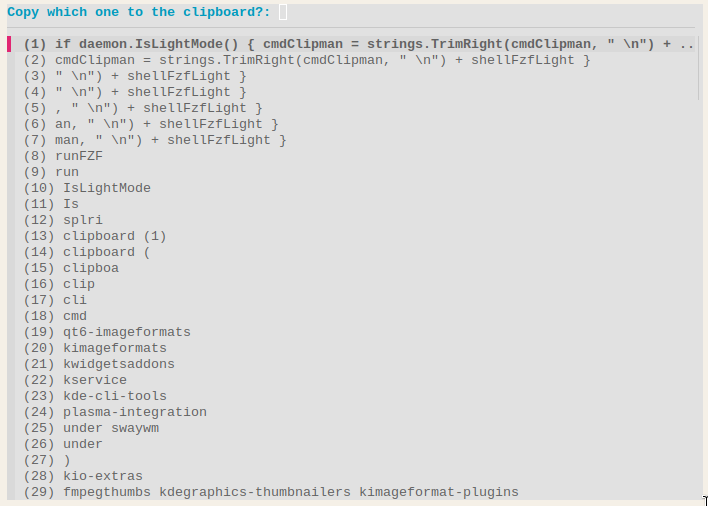 Copy which one to the clipboard?:
(1) if daemon.IsLightMode() { cmdClipman = strings.TrimRight(cmdClipman, " \n") + ..
(2) cmdClipman = strings.TrimRight(cmdClipman, " \n") + shellFzfLight }
(3) " \n") + shellFzfLight }
(4) " \n") + shellFzfLight }
(5) , " \n") + shellFzfLight }
(6) an, " \n") + shellFzfLight }
(7) man, " \n") + shellFzfLight }
(8) runFZF
(9) run
(10) IsLightMode
(11) Is
(12) splri
(13) clipboard (1)
(14) clipboard (
(15) clipboa
(16) clip
(17) cli
(18) cmd
(19) qt6-imageformats
(20) kimageformats
(21) kwidgetsaddons
(22) kservice
(23) kde-cli-tools
(24) plasma-integration
(25) under swaywm
(26) under
(27) )
(28) kio-extras
(29) fmpegthumbs kdegraphics-thumbnailers kimageformat-plugins